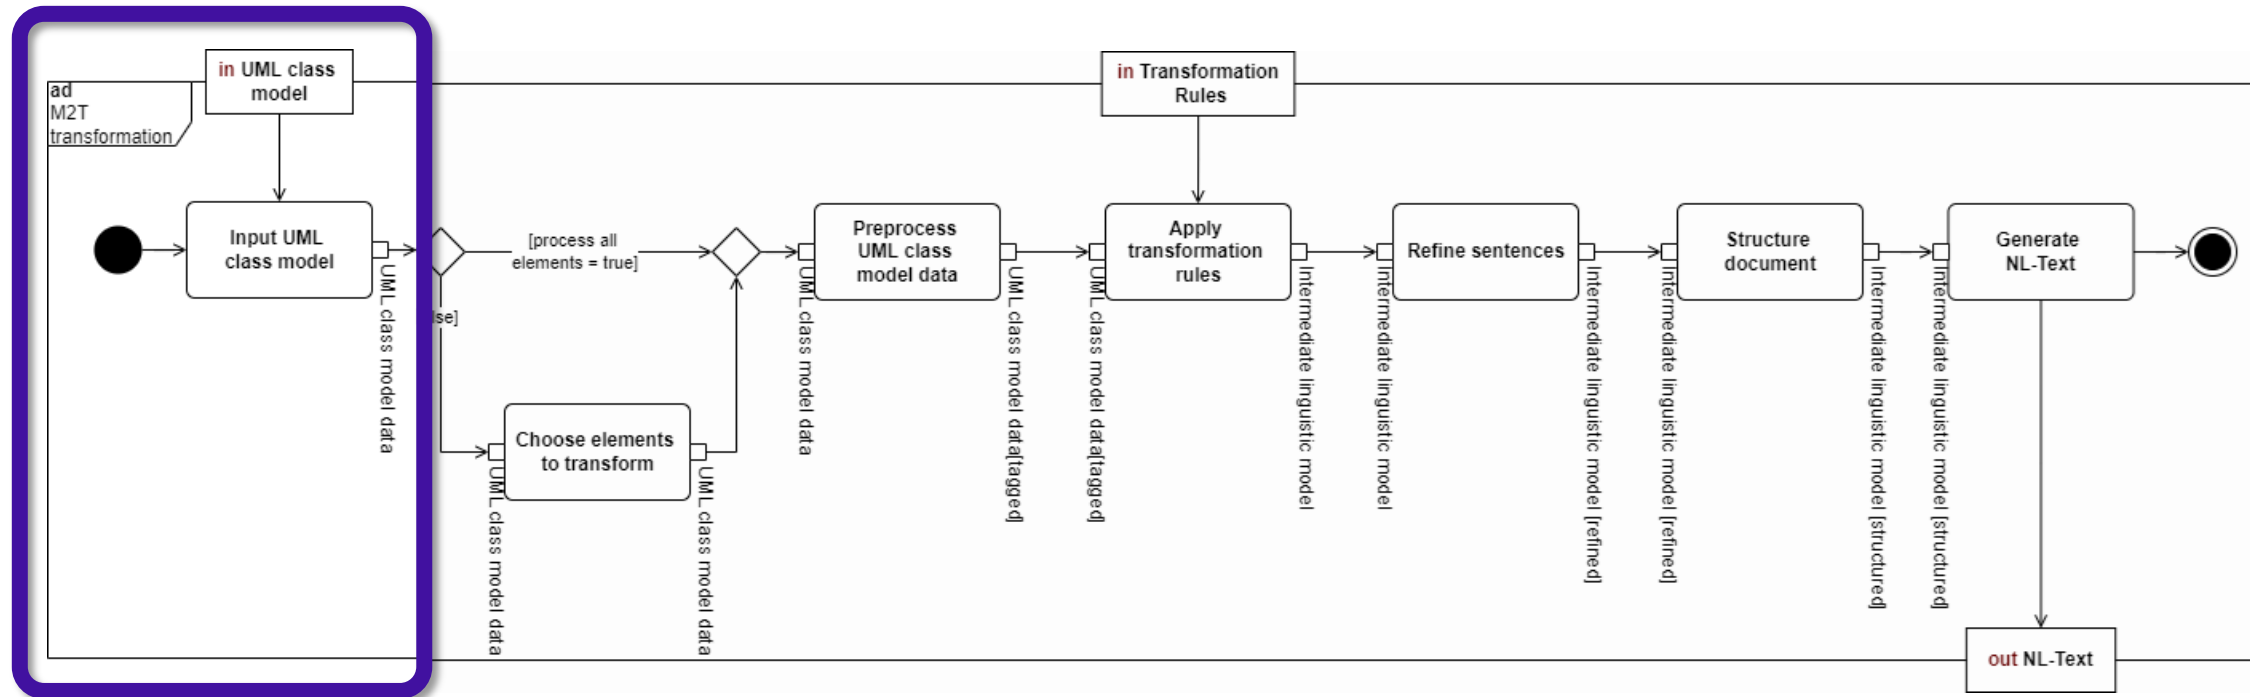 in UML class
model
ad
M2T
transformation
in Transformation
Rules
Input UML
class model
UML class model data
[process all
elements = true]
lse]
Choose elements
to transform
UML class model data
UML class model data
Preprocess
UML class
model data
UML class model data
UML class model data[tagged]
Apply
transformation
rules
UML class model data[tagged]
Intermediate linguistic model
Refine sentences
Intermediate linguistic model
Intermediate linguistic model [refined]
Structure
document
Intermediate linguistic model [refined]
Intermediate linguistic model [structured]
Generate
NL-Text
Intermediate linguistic model [structured]
out NL-Text